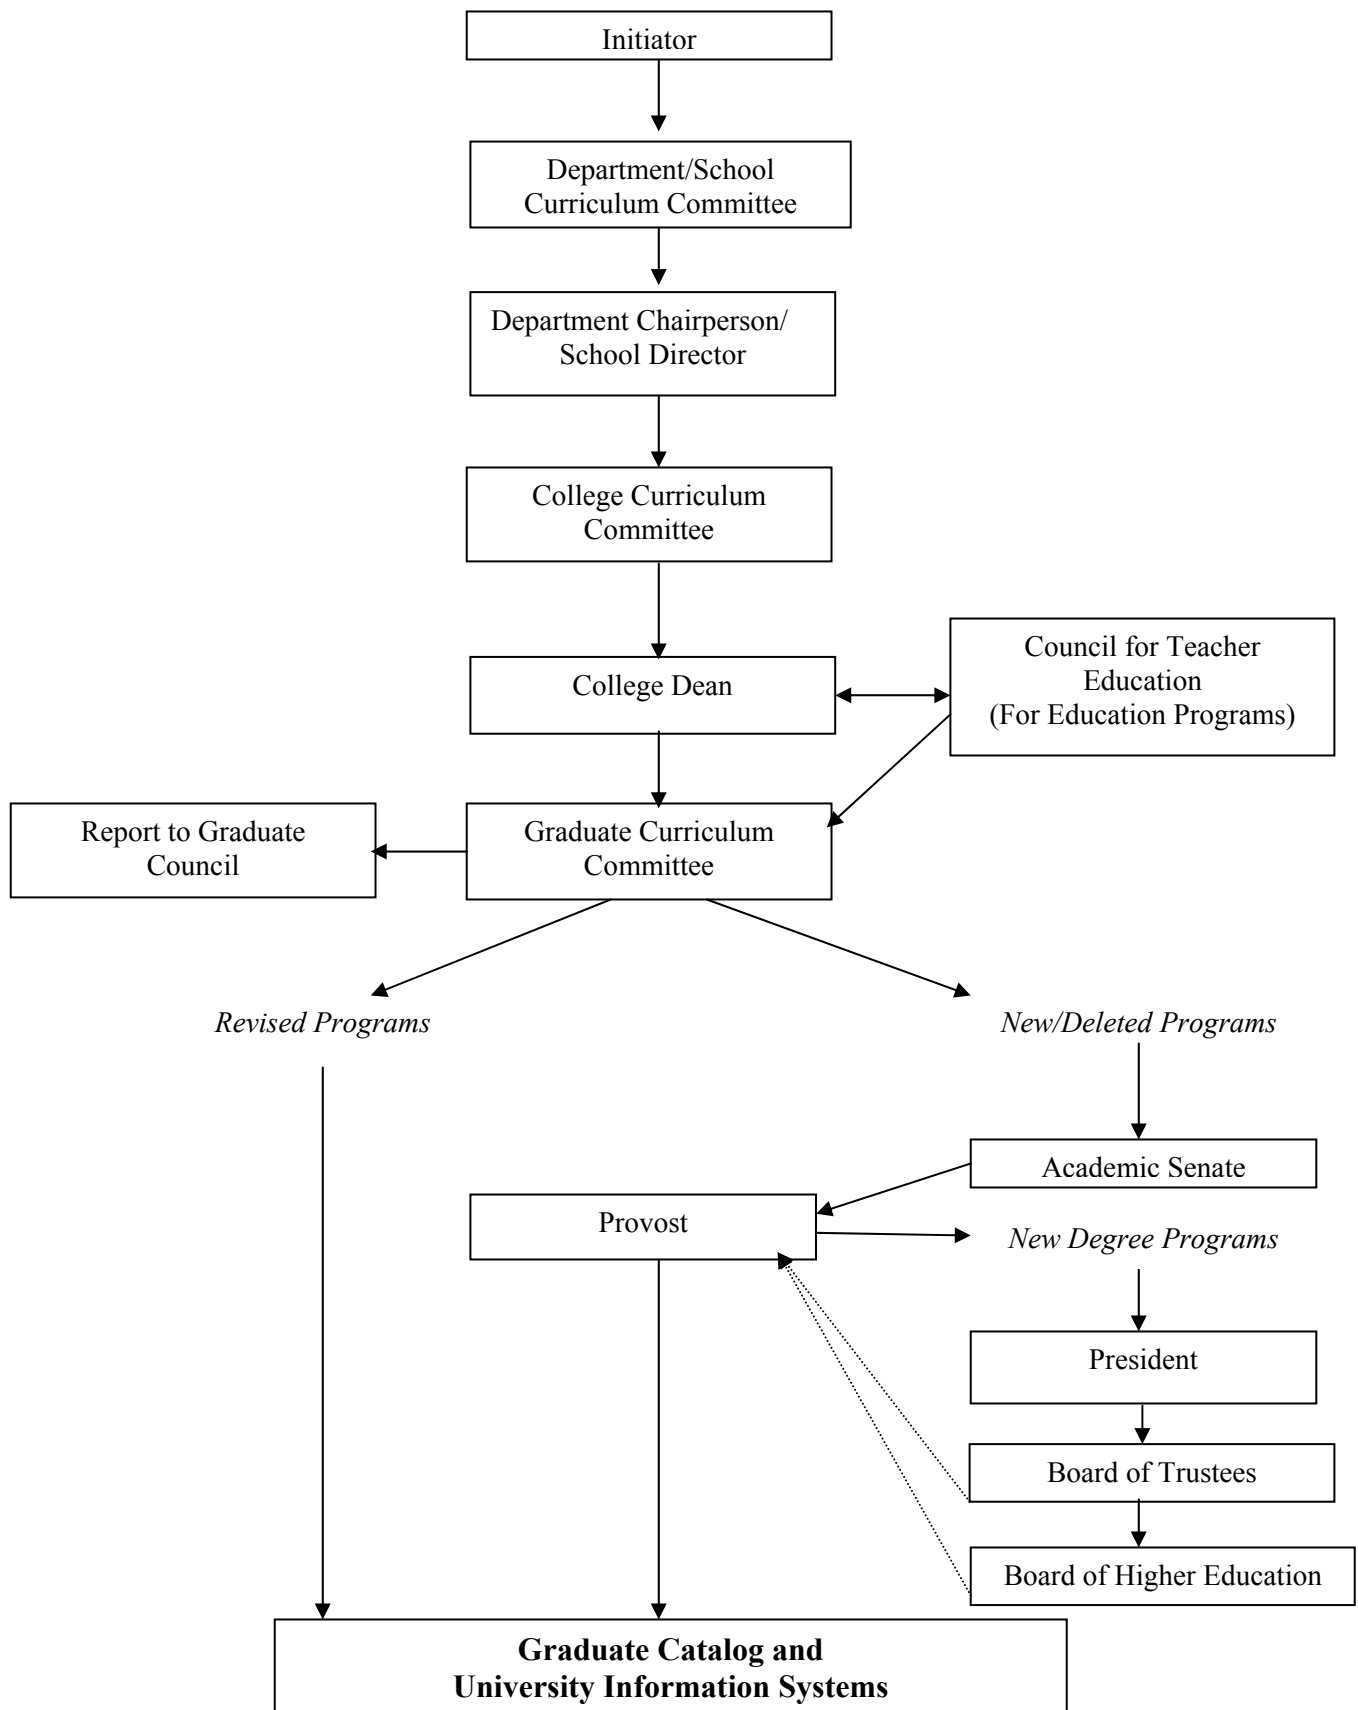 Initiator
Department/School
Curriculum Committee
Department Chairperson/
School Director
College Curriculum
Committee
College Dean
Council for Teacher
Education
(For Education Programs)
Report to Graduate
Council
Graduate Curriculum
Committee
Revised Programs
New/Deleted Programs
Academic Senate
Provost
New Degree Programs
President
Board of Trustees
Board of Higher Education
Graduate Catalog and
University Information Systems